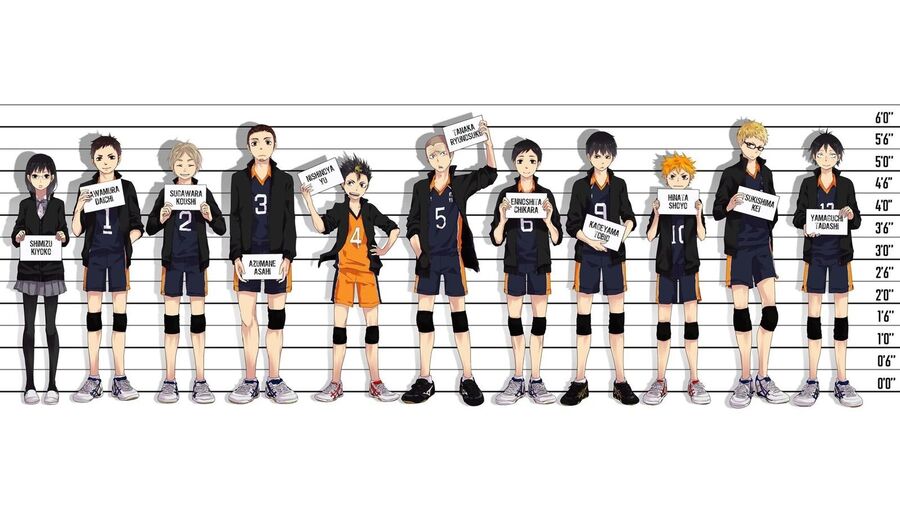 6'0"
5'6"
5'0"
4'6"
4'0"
3'6"
3'0"
2'6"
2'0"
1'6"
1'0"
0'6"
0'0"
SHIMIZU
KIYOKO
AWAMURA
DAICHI
1
SUGAWARA
KOUSHI
2
3
AZUMANE
ASAHI
NISHINOYA
YU
4
TANAKA
RYUNOSUKE
5
ENNOSHITA
CHIKARA
6
9
KAGEYAMA
TOBIO
HINATA
SHOYO
10
TSUKISHIMA
KEI
YAMAGUCHI
TADASHI